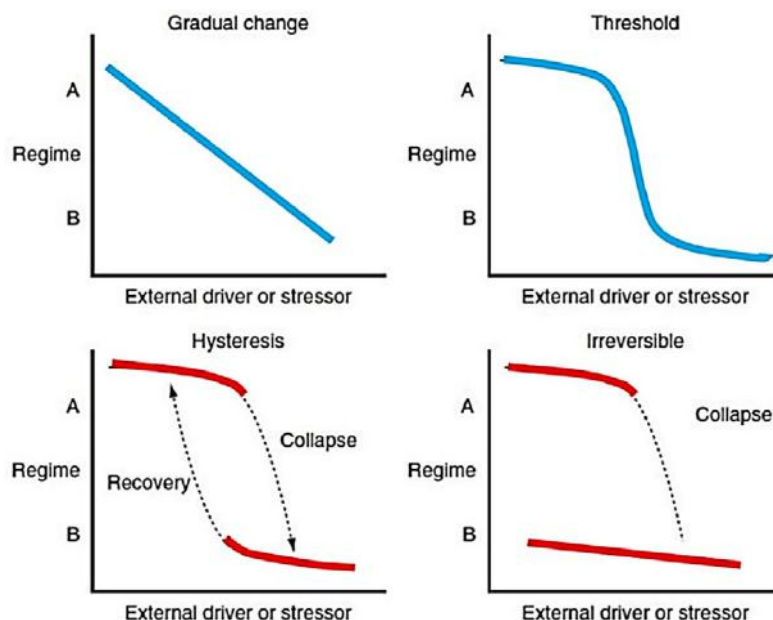 Gradual change
A
Regime
B
External driver or stressor
Threshold
A
Regime
B
External driver or stressor
Hysteresis
A
Regime
B
Collapse
Recovery
External driver or stressor
Irreversible
A
Regime
B
Collapse
External driver or stressor